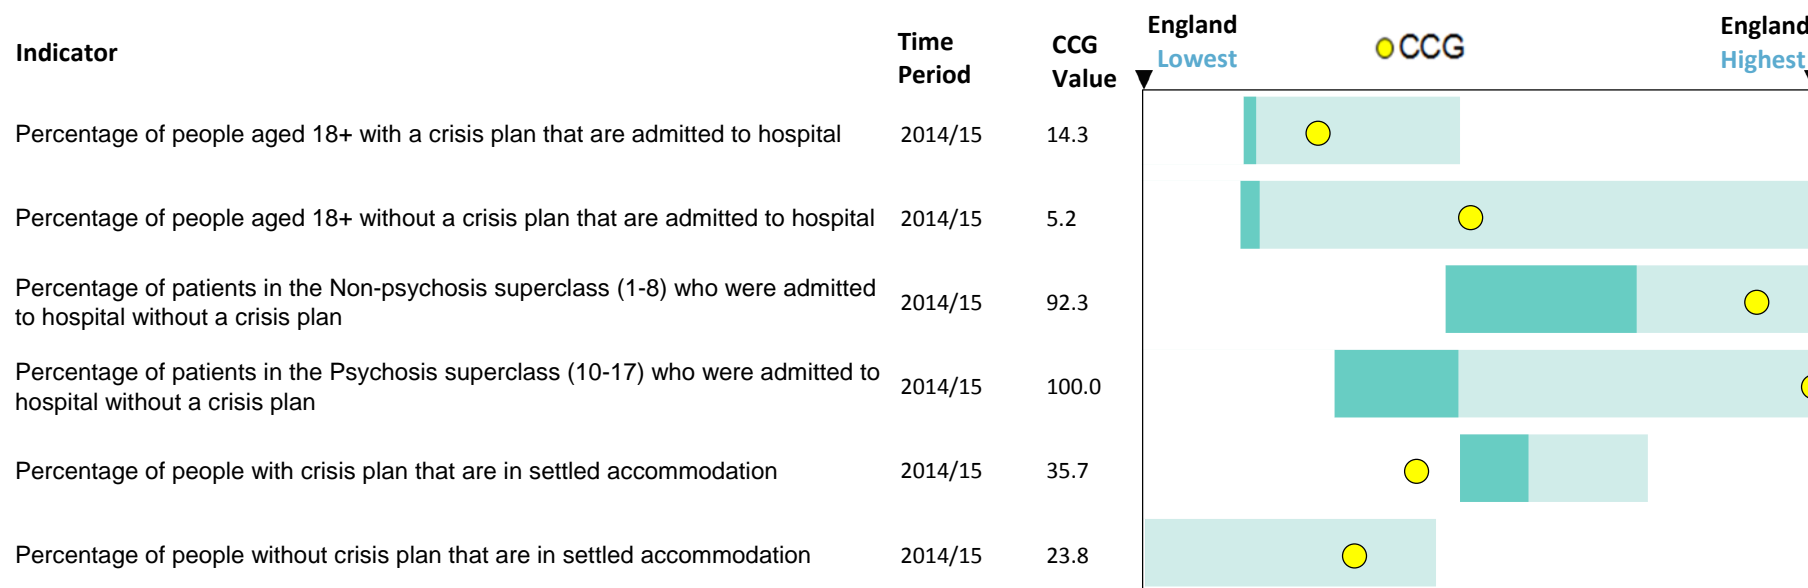 Indicator
Time Period
CCG Value
England Lowest
CCG
England Highest
Percentage of people aged 18+ with a crisis plan that are admitted to hospital 2014/15 14.3
Percentage of people aged 18+ without a crisis plan that are admitted to hospital 2014/15 5.2
Percentage of patients in the Non-psychosis superclass (1-8) who were admitted
to hospital without a crisis plan 2014/15 92.3
Percentage of patients in the Psychosis superclass (10-17) who were admitted to
hospital without a crisis plan 2014/15 100.0
Percentage of people with crisis plan that are in settled accommodation 2014/15 35.7
Percentage of people without crisis plan that are in settled accommodation 2014/15 23.8